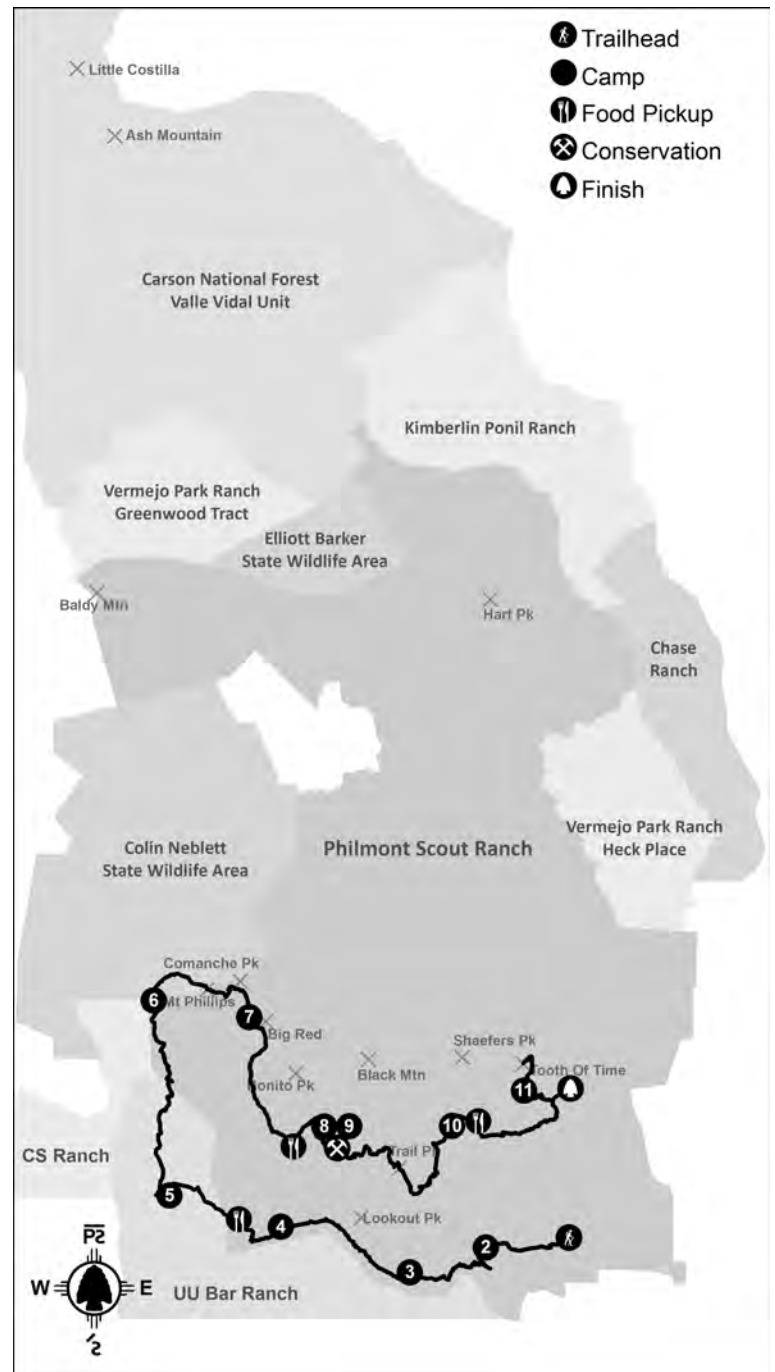 Trailhead
Camp
Food Pickup
Conservation
Finish
Little Costilla
Ash Mountain
Carson National Forest
Valle Vidal Unit
Kimberlin Ponil Ranch
Vermejo Park Ranch
Greenwood Tract
Elliott Barker
State Wildlife Area
Baldy Mtn
Hart Pk
Chase
Ranch
Colin Neblett
State Wildlife Area
Philmont Scout Ranch
Vermejo Park Ranch
Heck Place
Comanche Pk
6
Mt Phillips
7
Big Red
Shaefers Pk
Black Mtn
Tooth Of Time
Bonito Pk
11
8
9
10
CS Ranch
Trail Pk
5
4
Lookout Pk
2
3
W
E
UU Bar Ranch